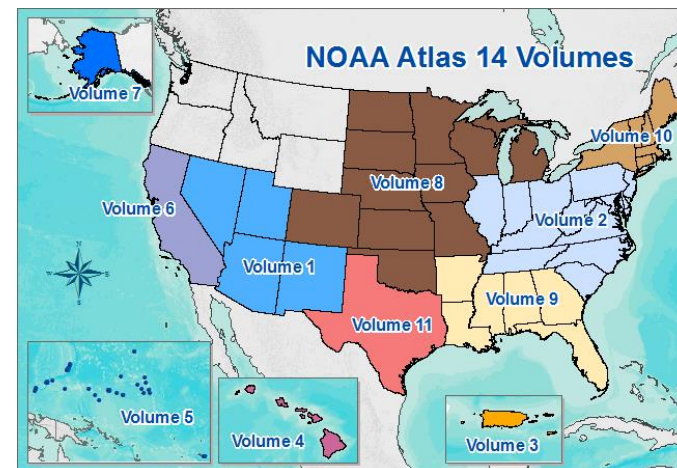 NOAA Atlas 14 Volumes
Volume 7
Volume 10
Volume 8
Volume 6
Volume 2
N
W
E
S
Volume 1
Volume 9
Volume 11
Volume 5
Volume 4
Volume 3